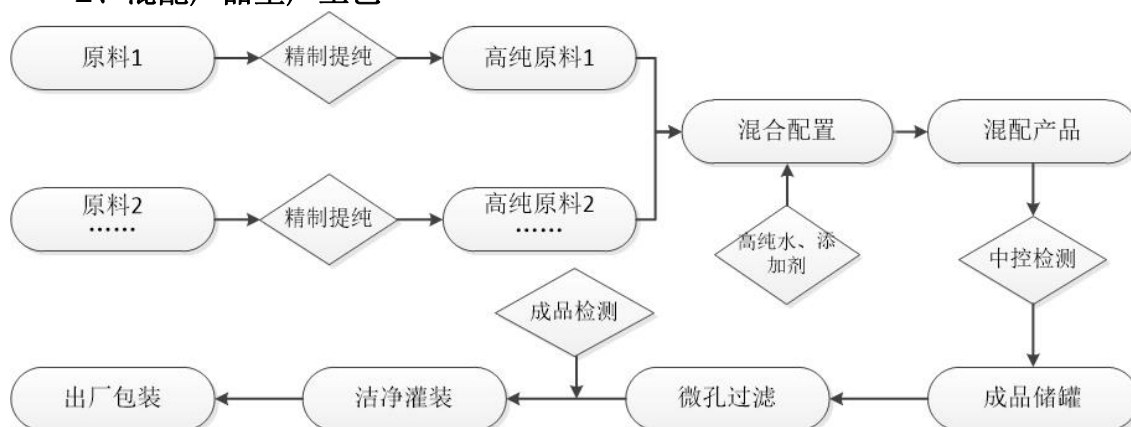 原料1
精制提纯
高纯原料1
混合配置
混配产品
原料2
……
精制提纯
高纯原料2
……
高纯水、添
加剂
中控检测
成品检测
出厂包装
洁净灌装
微孔过滤
成品储罐